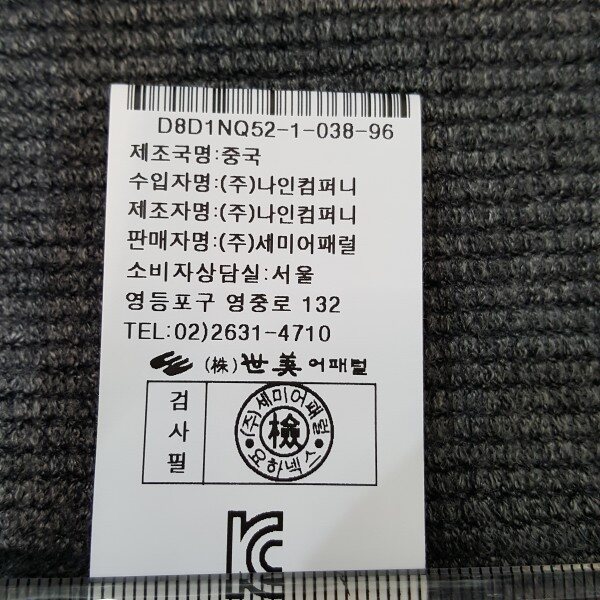 D8D1NQ52-1-038-96
제조국명:중국
수입자명:(주)나인컴퍼니
제조자명:(주)나인컴퍼니
판매자명:(주)세미어패럴
소비자상담실:서울
영등포구 영중로 132
TEL:02)2631-4710
(株)世美어패럴
검사필
(주)세미어패럴
檢
요하넥스